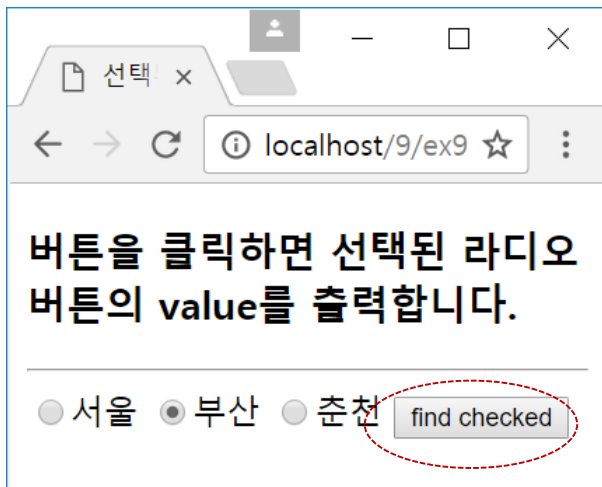 선택
localhost/9/ex9
버튼을 클릭하면 선택된 라디오
버튼의 value를 출력합니다.
서울 부산 춘천 find checked